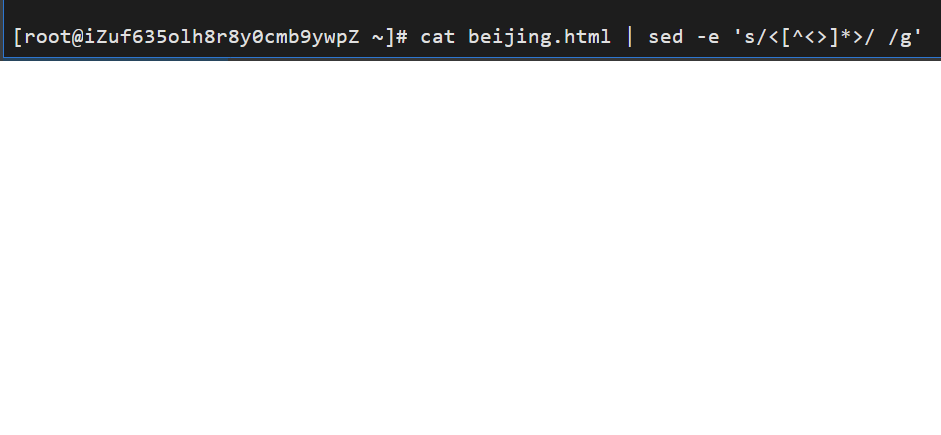 [root@iZuf635olh8r8y0cmb9ywpZ ~]# cat beijing.html | sed -e 's/<[^<>]*>/ /g'